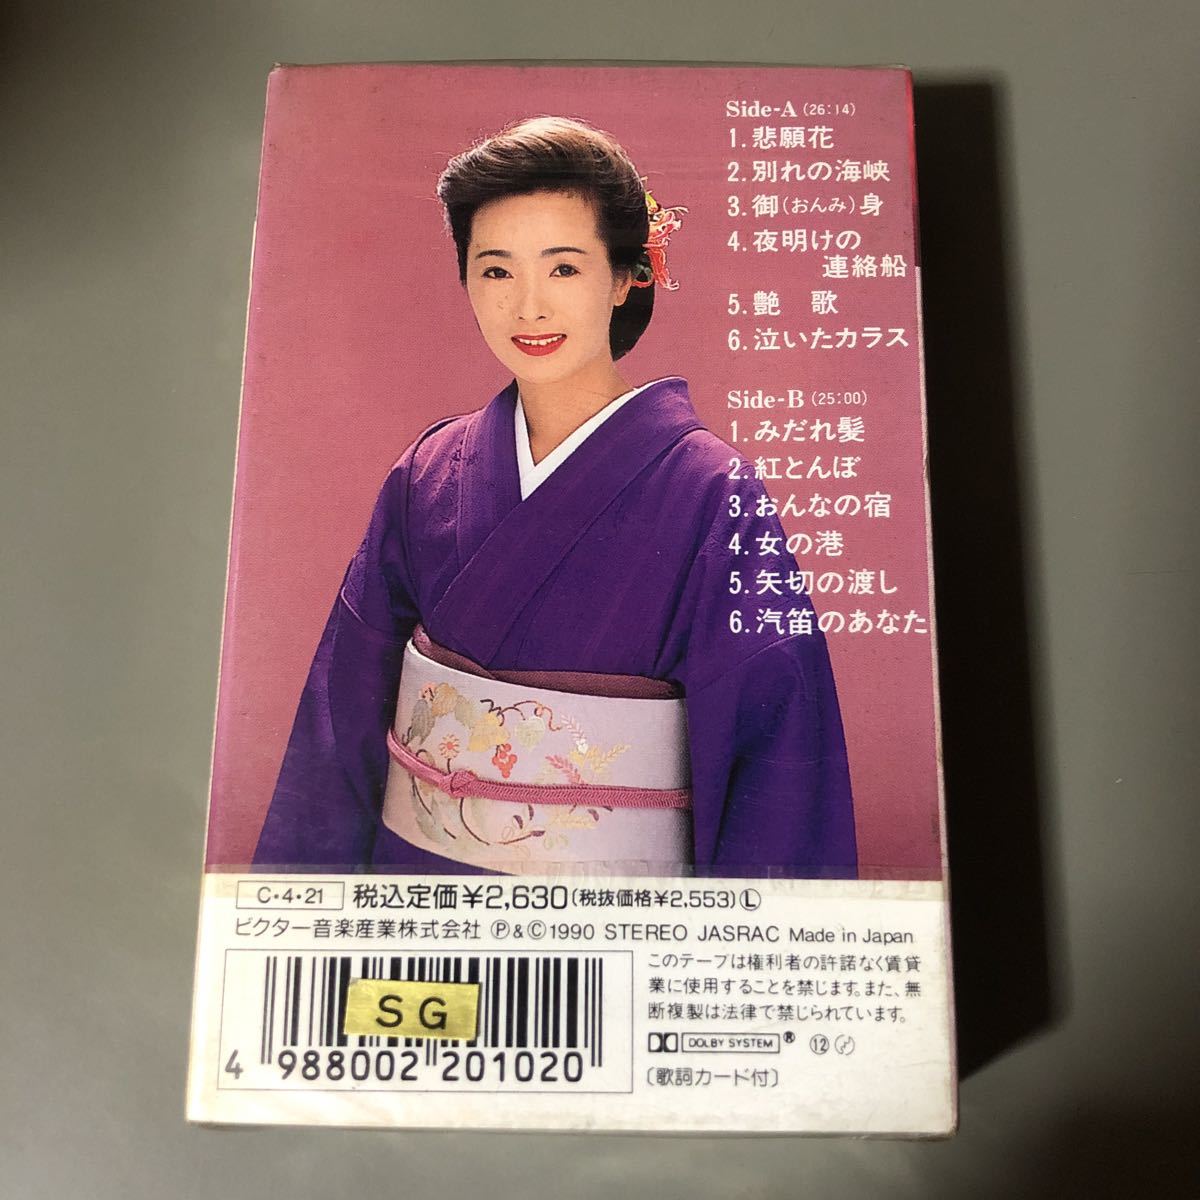 Side-A (26:14)
1.悲願花
2.別れの海峡
3.御(おんみ)身
4.夜明けの
連絡船
5.艶 歌
6.泣いたカラス
Side-B (25:00)
1.みだれ髪
2.紅とんぼ
3.おんなの宿
4.女の港
5.矢切の渡し
6.汽笛のあなた
C・4・21 税込定価¥2,630(税抜価格¥2,553)Ⓛ
ビクター音楽産業株式会社 Ⓟ&Ⓒ1990 STEREO JASRAC Made in Japan
このテープは権利者の許諾なく賃貸
業に使用することを禁じます。また、無
断複製は法律で禁じられています。
DOLBY SYSTEM® ⑫
〔歌詞カード付〕
SG
4 988002 201020